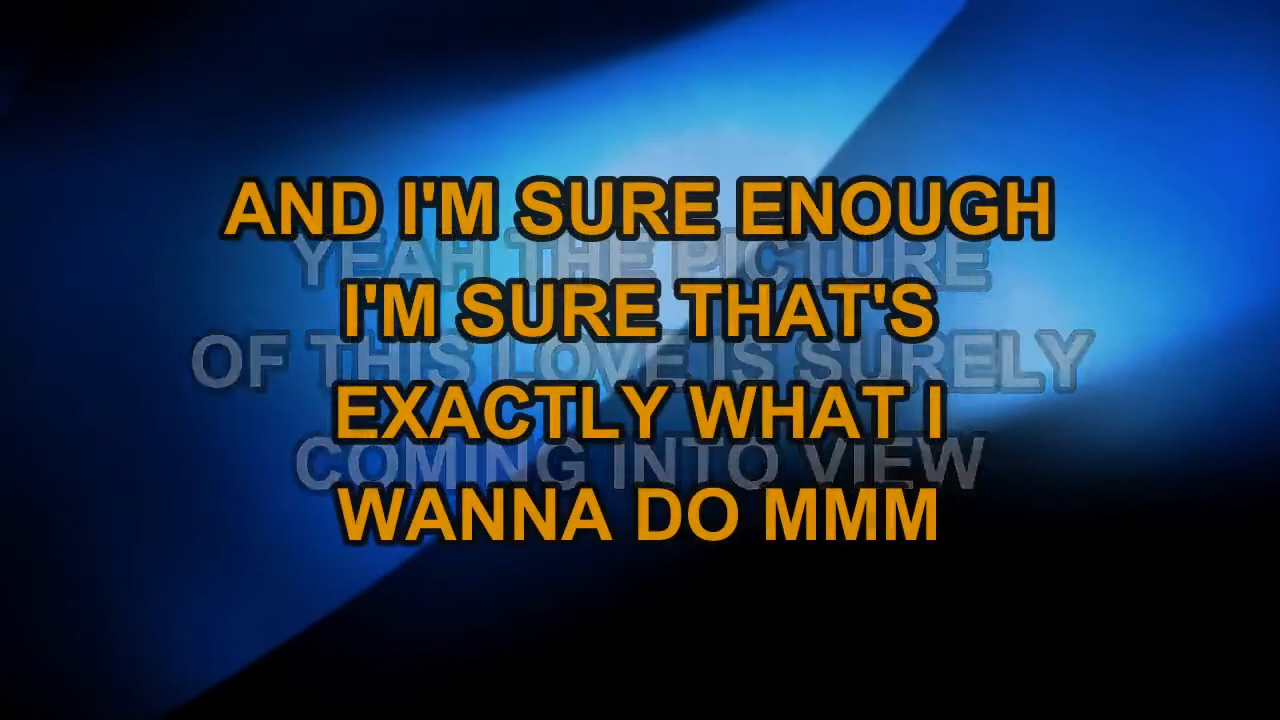 AND I'M SURE ENOUGH
YEAH THE PICTURE
I'M SURE THAT'S
OF THIS LOVE IS SURELY
EXACTLY WHAT I
COMING INTO VIEW
WANNA DO MMM